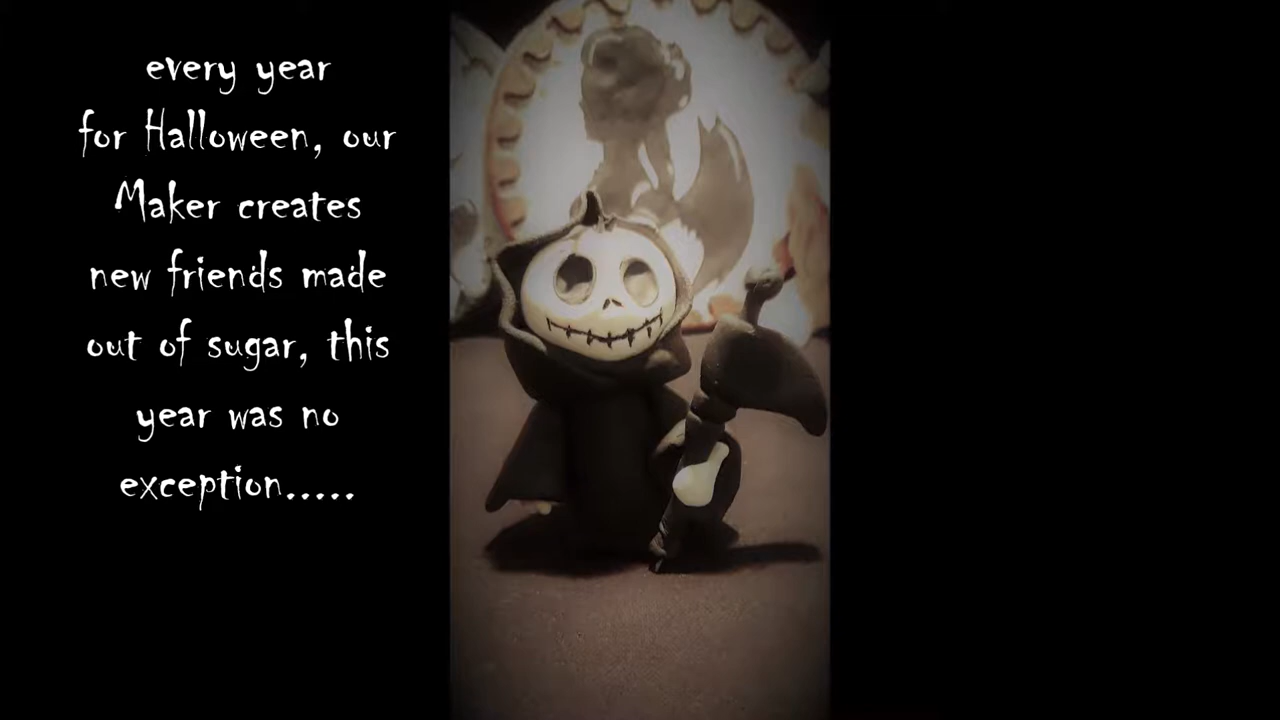 every year
for Halloween, our
Maker creates
new friends made
out of sugar, this
year was no
exception.....